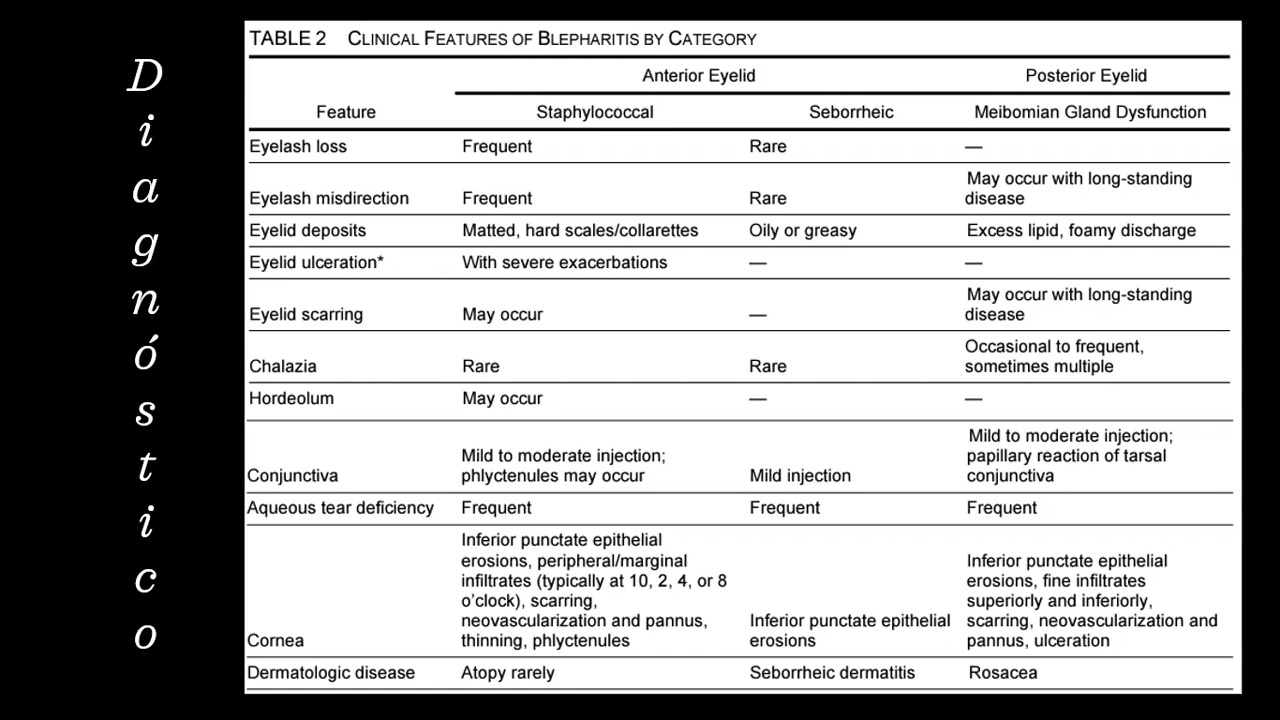 Diagnóstico
TABLE 2 CLINICAL FEATURES OF BLEPHARITIS BY CATEGORY
Anterior Eyelid Posterior Eyelid
Feature Staphylococcal Seborrheic Meibomian Gland Dysfunction
Eyelash loss Frequent Rare —
Eyelash misdirection Frequent Rare May occur with long-standing
disease
Eyelid deposits Matted, hard scales/collarettes Oily or greasy Excess lipid, foamy discharge
Eyelid ulceration* With severe exacerbations — —
Eyelid scarring May occur — May occur with long-standing
disease
Chalazia Rare Rare Occasional to frequent,
sometimes multiple
Hordeolum May occur — —
Conjunctiva Mild to moderate injection;
phlyctenules may occur Mild injection Mild to moderate injection;
papillary reaction of tarsal
conjunctiva
Aqueous tear deficiency Frequent Frequent Frequent
Cornea Inferior punctate epithelial
erosions, peripheral/marginal
infiltrates (typically at 10, 2, 4, or 8
o’clock), scarring,
neovascularization and pannus,
thinning, phlyctenules Inferior punctate epithelial
erosions Inferior punctate epithelial
erosions, fine infiltrates
superiorly and inferiorly,
scarring, neovascularization and
pannus, ulceration
Dermatologic disease Atopy rarely Seborrheic dermatitis Rosacea